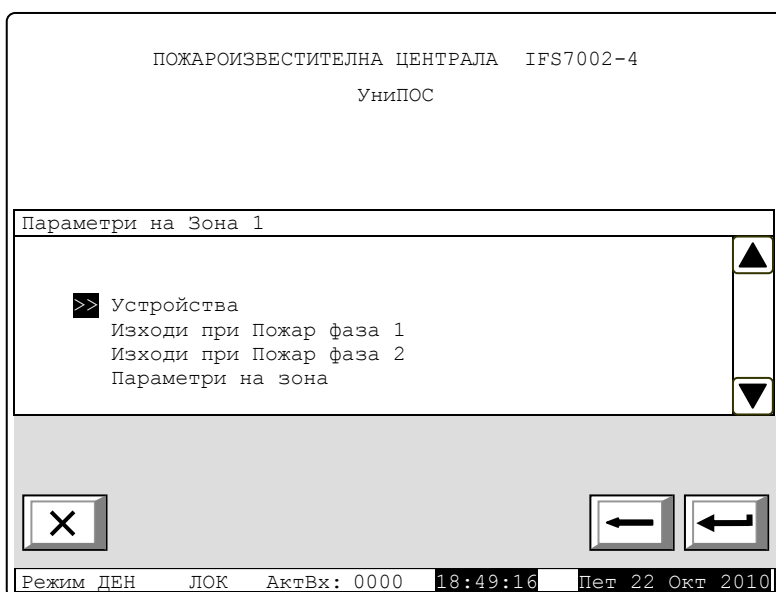 ПОЖАРОИЗВЕСТИТЕЛНА ЦЕНТРАЛА IFS7002-4
УниПОС
Параметри на Зона 1
>> Устройства
Изходи при Пожар фаза 1
Изходи при Пожар фаза 2
Параметри на зона
Режим ДЕН ЛОК АктВх: 0000 18:49:16 Пет 22 Окт 2010